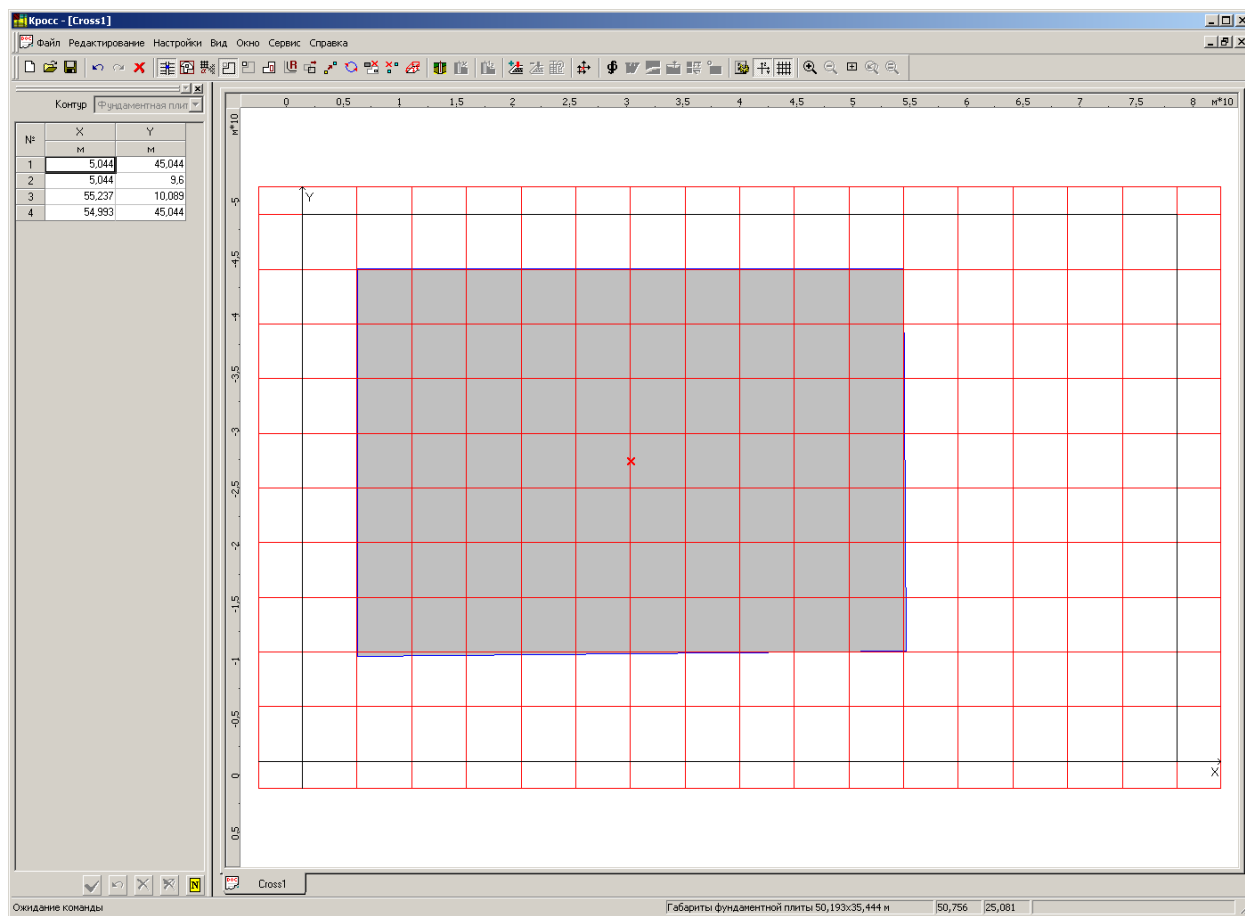 Кросс - [Cross1]
Файл Редактирование Настройки Вид Окно Сервис Справка
Контур Фундаментная плит
№ X Y
м м
1 5,044 45,044
2 5,044 9,6
3 55,237 10,089
4 54,993 45,044
0 0,5 1 1,5 2 2,5 3 3,5 4 4,5 5 5,5 6 6,5 7 7,5 8 м*10
м*10
-5
-4,5
-4
-3,5
-3
-2,5
-2
-1,5
-1
-0,5
0
0,5
Y
X
Cross1
Ожидание команды
Габариты фундаментной плиты 50,193x35,444 м 50,756 25,081